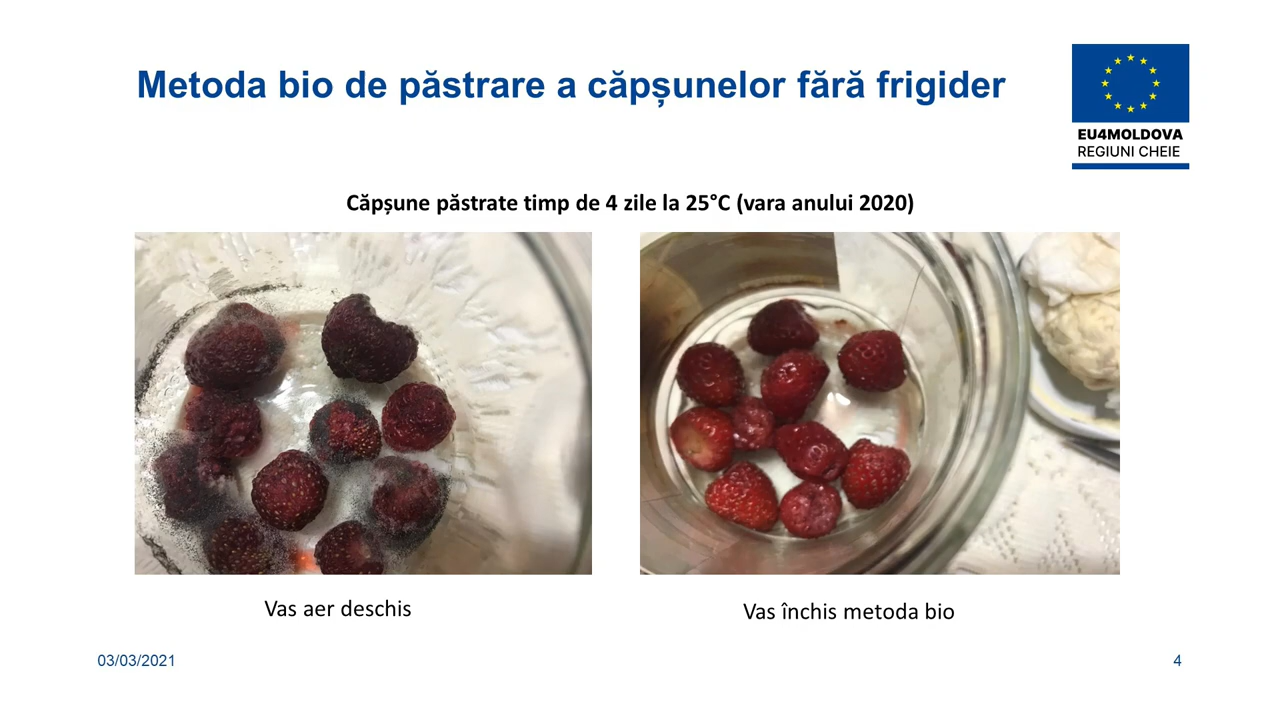 Metoda bio de păstrare a căpșunelor fără frigider
EU4MOLDOVA
REGIUNI CHEIE
Căpșune păstrate timp de 4 zile la 25°C (vara anului 2020)
Vas aer deschis
Vas închis metoda bio
03/03/2021
4